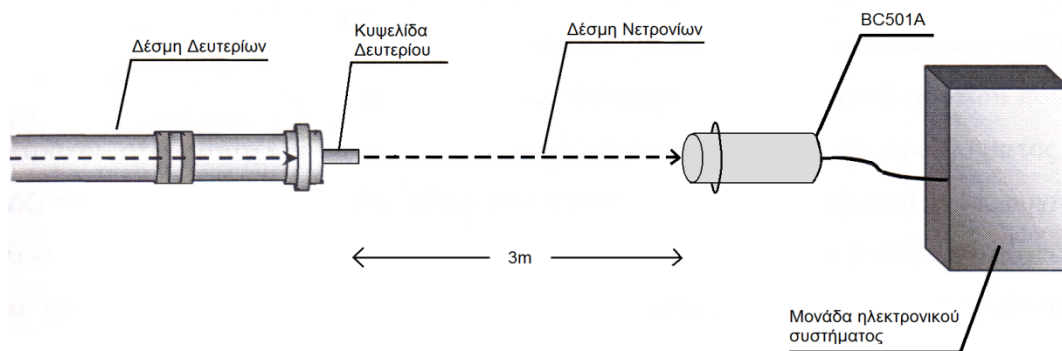 Δέσμη Δευτερίων
Κυψελίδα
Δευτερίου
Δέσμη Νετρονίων
BC501A
3m
Μονάδα ηλεκτρονικού
συστήματος